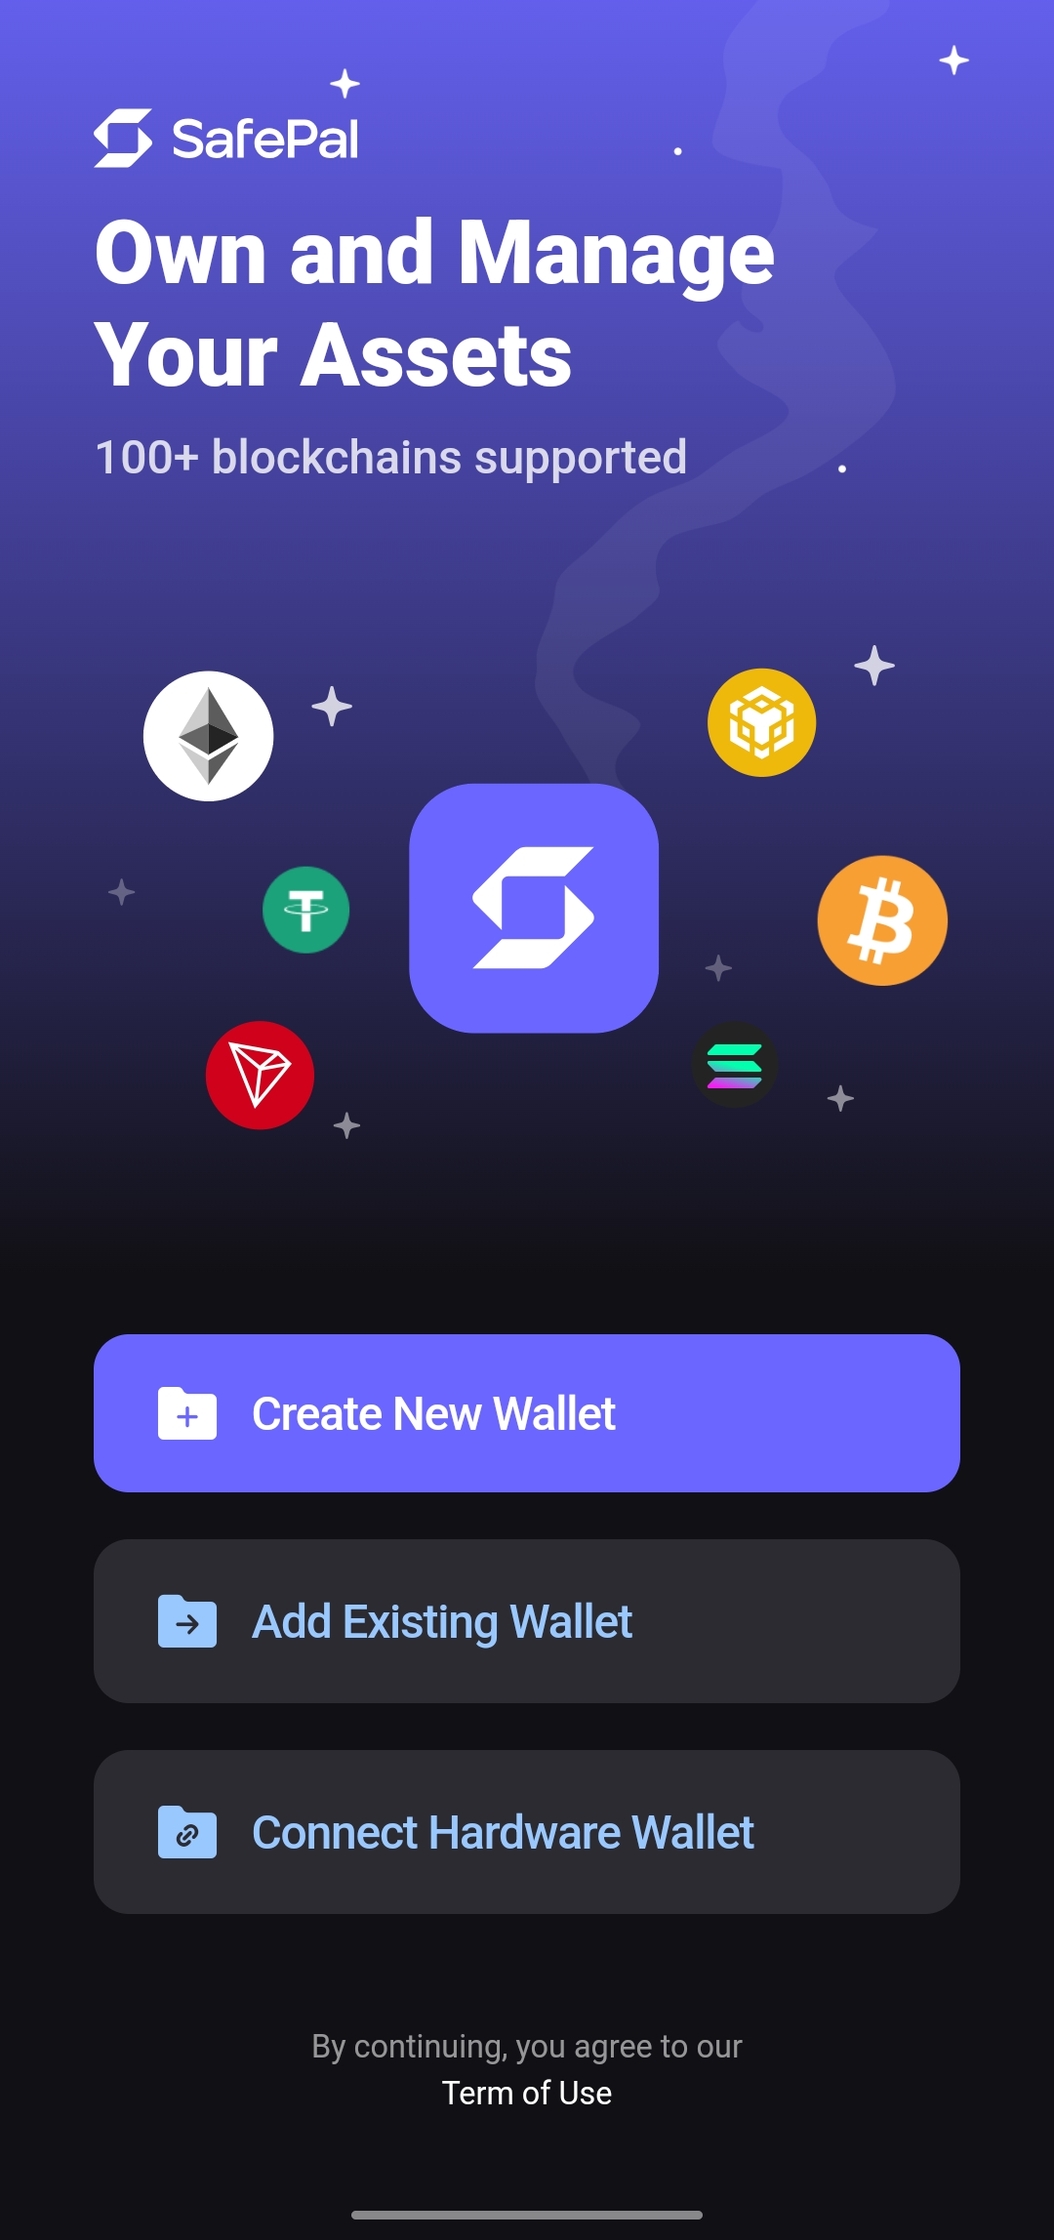 SafePal
Own and Manage
Your Assets
100+ blockchains supported
Create New Wallet
Add Existing Wallet
Connect Hardware Wallet
By continuing, you agree to our
Term of Use